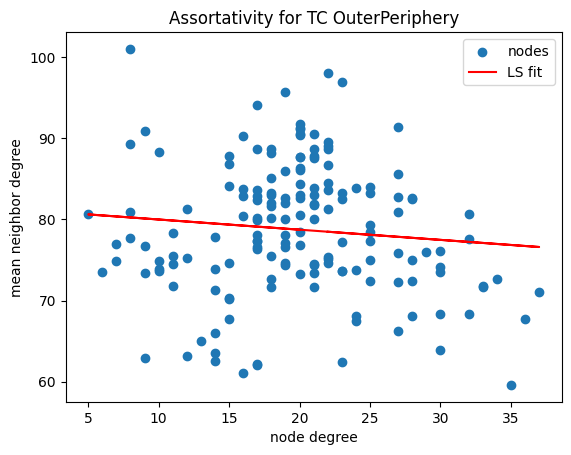 Assortativity for TC OuterPeriphery
nodes
LS fit
mean neighbor degree
100
90
80
70
60
5
10
15
20
25
30
35
node degree